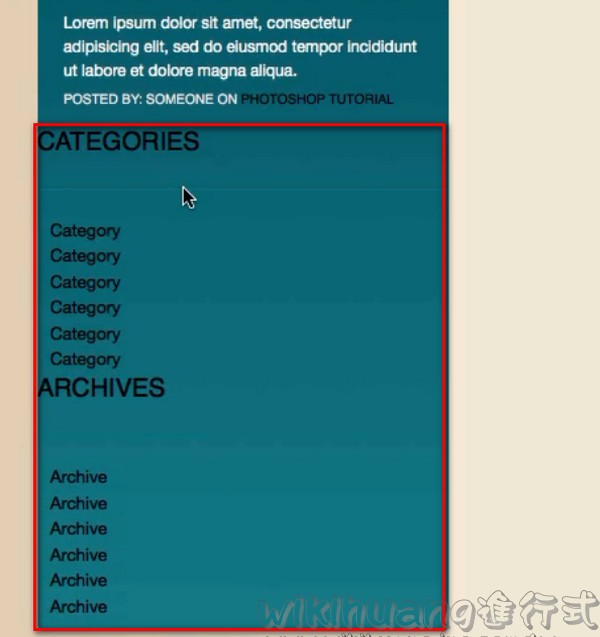 Lorem ipsum dolor sit amet, consectetur
adipisicing elit, sed do eiusmod tempor incididunt
ut labore et dolore magna aliqua.
POSTED BY: SOMEONE ON PHOTOSHOP TUTORIAL
CATEGORIES
Category
Category
Category
Category
Category
Category
ARCHIVES
Archive
Archive
Archive
Archive
Archive
Archive
wikihuang進行式